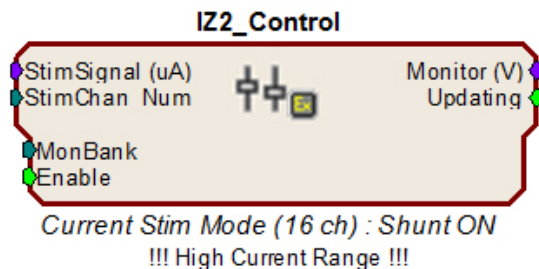 IZ2_Control
StimSignal (uA) Monitor (V)
StimChan Num Updating
MonBank
Enable
Current Stim Mode (16 ch) : Shunt ON
!!! High Current Range !!!